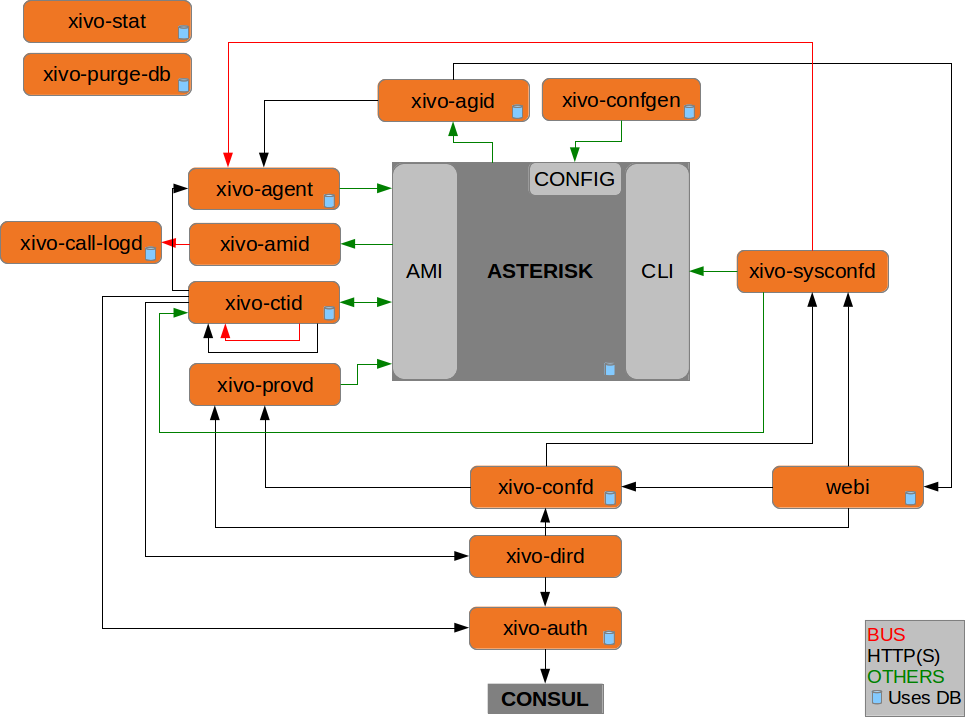 xivo-stat
xivo-purge-db
xivo-agid
xivo-confgen
CONFIG
xivo-agent
xivo-call-logd
xivo-amid
AMI
ASTERISK
CLI
xivo-sysconfd
xivo-ctid
xivo-provd
xivo-confd
webi
xivo-dird
xivo-auth
CONSUL
BUS
HTTP(S)
OTHERS
Uses DB